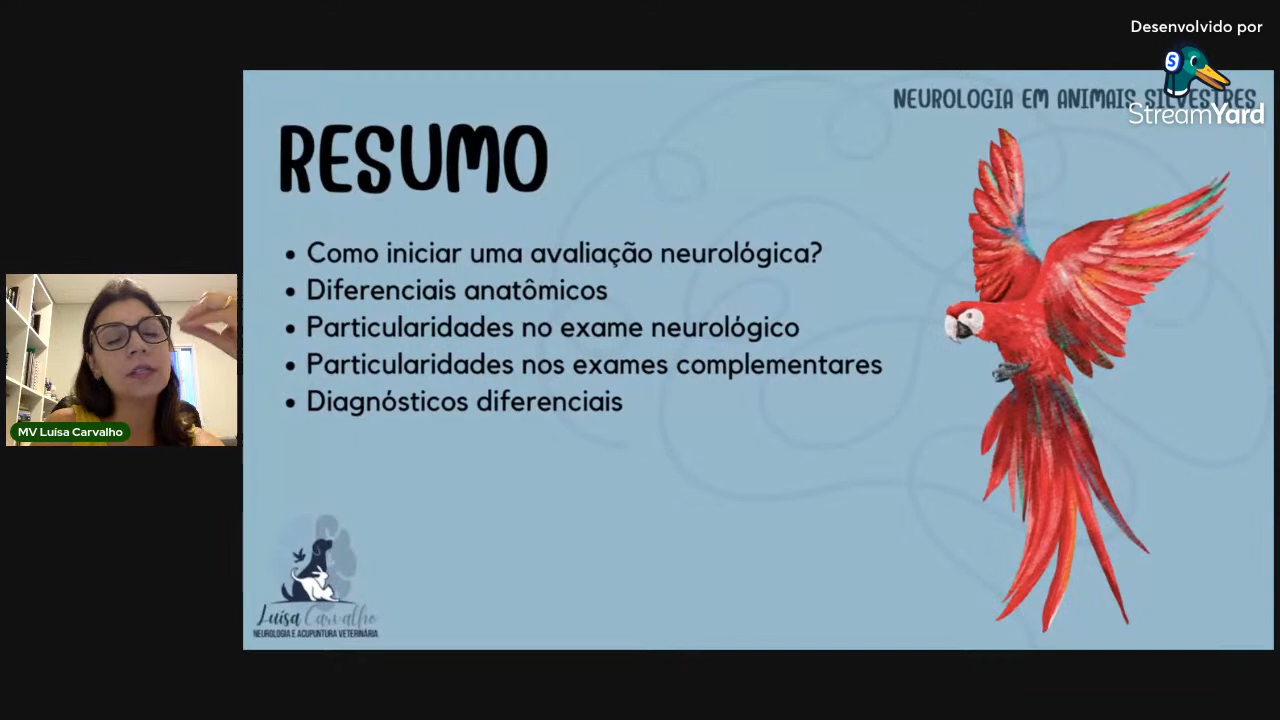 Desenvolvido por
StreamYard
NEUROLOGIA EM ANIMAIS SILVESTRES
RESUMO
• Como iniciar uma avaliação neurológica?
• Diferenciais anatômicos
• Particularidades no exame neurológico
• Particularidades nos exames complementares
• Diagnósticos diferenciais
MV Luísa Carvalho
Luísa Carvalho
NEUROLOGIA E ACUPUNTURA VETERINÁRIA